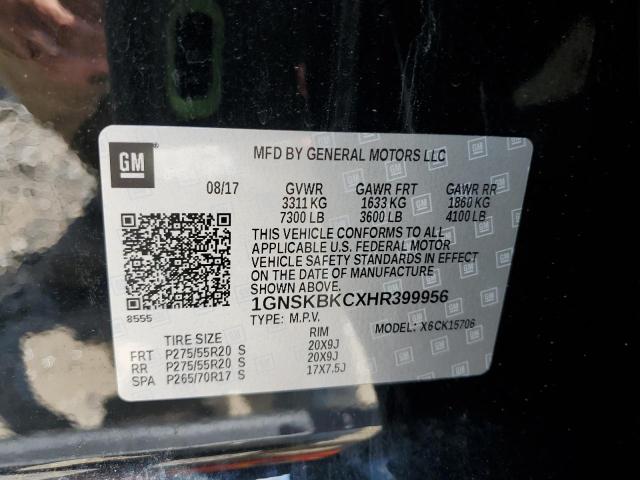 GM
MFD BY GENERAL MOTORS LLC
08/17 GVWR GAWR FRT GAWR RR
3311 KG 1633 KG 1860 KG
7300 LB 3600 LB 4100 LB
THIS VEHICLE CONFORMS TO ALL
APPLICABLE U.S. FEDERAL MOTOR
VEHICLE SAFETY STANDARDS IN EFFECT
ON THE DATE OF MANUFACTURE
SHOWN ABOVE.
1GNSKBKCXHR399956
8555
TYPE: M.P.V. MODEL: X6CK15706
TIRE SIZE RIM
FRT P275/55R20 S 20X9J
RR P275/55R20 S 20X9J
SPA P265/70R17 S 17X7.5J